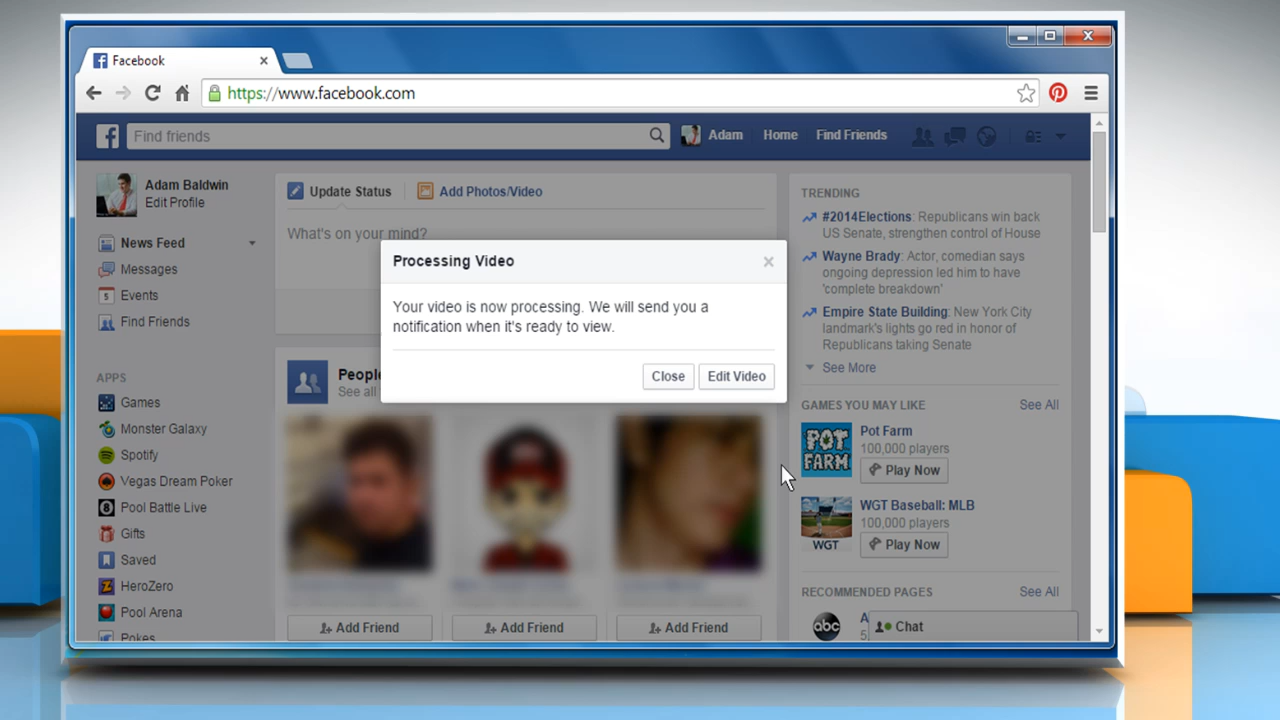 Facebook
https://www.facebook.com
Find friends
Adam
Home
Find Friends
Adam Baldwin
Edit Profile
News Feed
Messages
Events
Find Friends
APPS
Games
Monster Galaxy
Spotify
Vegas Dream Poker
Pool Battle Live
Gifts
Saved
HeroZero
Pool Arena
Pokes
Update Status
Add Photos/Video
What's on your mind?
Processing Video
Your video is now processing. We will send you a
notification when it's ready to view.
Close
Edit Video
See all
Add Friend
Add Friend
Add Friend
TRENDING
#2014Elections: Republicans win back
US Senate, strengthen control of House
Wayne Brady: Actor, comedian says
ongoing depression led him to have
'complete breakdown'
Empire State Building: New York City
landmark's lights go red in honor of
Republicans taking Senate
See More
GAMES YOU MAY LIKE
See All
POT
FARM
Pot Farm
100,000 players
Play Now
WGT
WGT Baseball: MLB
100,000 players
Play Now
RECOMMENDED PAGES
See All
abc
Chat